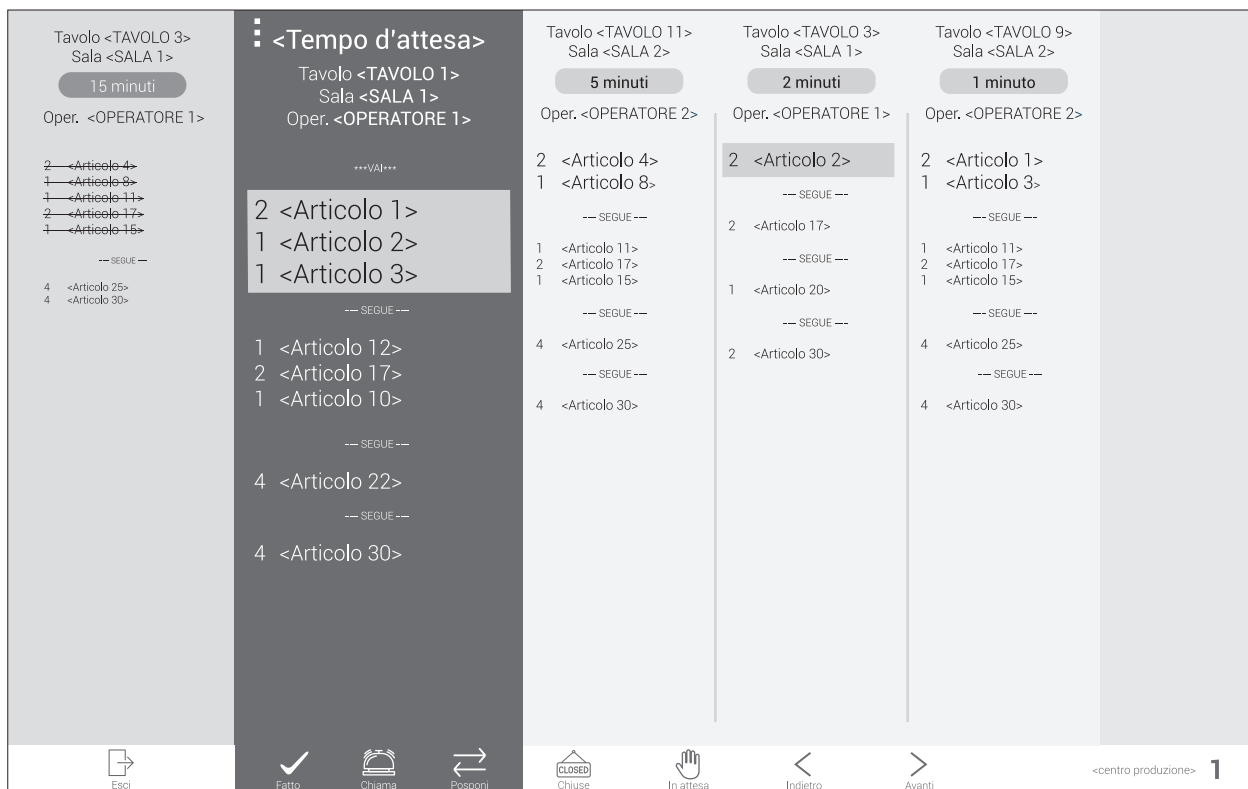 Tavolo <TAVOLO 3>
Sala <SALA 1>
15 minuti
Oper. <OPERATORE 1>
2 <Articolo 4>
1 <Articolo 8>
1 <Articolo 11>
2 <Articolo 17>
1 <Articolo 15>
--- SEGUE ---
4 <Articolo 25>
4 <Articolo 30>
<Tempo d'attesa>
Tavolo <TAVOLO 1>
Sala <SALA 1>
Oper. <OPERATORE 1>
***VAI***
2 <Articolo 1>
1 <Articolo 2>
1 <Articolo 3>
--- SEGUE ---
1 <Articolo 12>
2 <Articolo 17>
1 <Articolo 10>
--- SEGUE ---
4 <Articolo 22>
--- SEGUE ---
4 <Articolo 30>
Tavolo <TAVOLO 11>
Sala <SALA 2>
5 minuti
Oper. <OPERATORE 2>
2 <Articolo 4>
1 <Articolo 8>
--- SEGUE ---
1 <Articolo 11>
2 <Articolo 17>
1 <Articolo 15>
--- SEGUE ---
4 <Articolo 25>
--- SEGUE ---
4 <Articolo 30>
Tavolo <TAVOLO 3>
Sala <SALA 1>
2 minuti
Oper. <OPERATORE 1>
2 <Articolo 2>
--- SEGUE ---
2 <Articolo 17>
--- SEGUE ---
1 <Articolo 20>
--- SEGUE ---
2 <Articolo 30>
Tavolo <TAVOLO 9>
Sala <SALA 2>
1 minuto
Oper. <OPERATORE 2>
2 <Articolo 1>
1 <Articolo 3>
--- SEGUE ---
1 <Articolo 11>
2 <Articolo 17>
1 <Articolo 15>
--- SEGUE ---
4 <Articolo 25>
--- SEGUE ---
4 <Articolo 30>
Esci
Fatto
Chiama
Posponi
CLOSED
Chiuse
In attesa
Indietro
Avanti
<centro produzione> 1